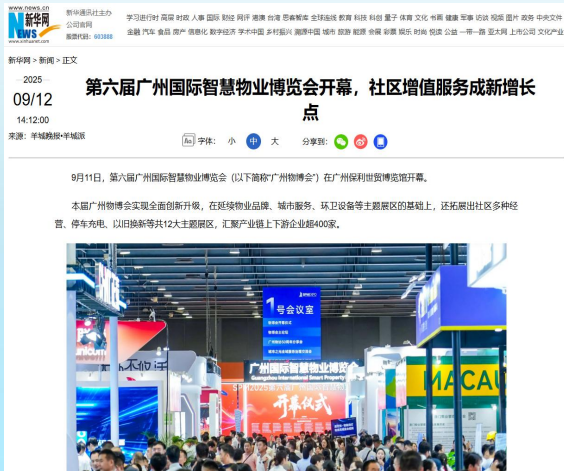 www.news.cn
新华网
NEWS
www.xinhuanet.com
新华通讯社主办
公司官网
股票代码：603888
学习进行时 高层 时政 人事 国际 财经 网评 港澳 台湾 思客智库 全球连线 教育 科技 科创 量子 体育 文化 书画 健康 军事 访谈 视频 图片 政务 中央文件
金融 汽车 食品 房产 信息化 数字经济 学术中国 乡村振兴 溯源中国 城市 旅游 能源 会展 彩票 娱乐 时尚 悦读 公益 一带一路 亚太网 上市公司 文化产业
新华网 > 新闻 > 正文
2025
09/12
14:12:00
来源：羊城晚报•羊城派
第六届广州国际智慧物业博览会开幕，社区增值服务成新增长
点
字体： 小 中 大
分享到：
9月11日，第六届广州国际智慧物业博览会（以下简称“广州物博会”）在广州保利世贸博览馆开幕。
本届广州物博会实现全面创新升级，在延续物业品牌、城市服务、环卫设备等主题展区的基础上，还拓展出社区多种经
营、停车充电、以旧换新等共12大主题展区，汇聚产业链上下游企业超400家。
1
号会议室
广州国际智慧物业博览
Guangzhou International Smart Property
开幕仪式
MACAU
unicum